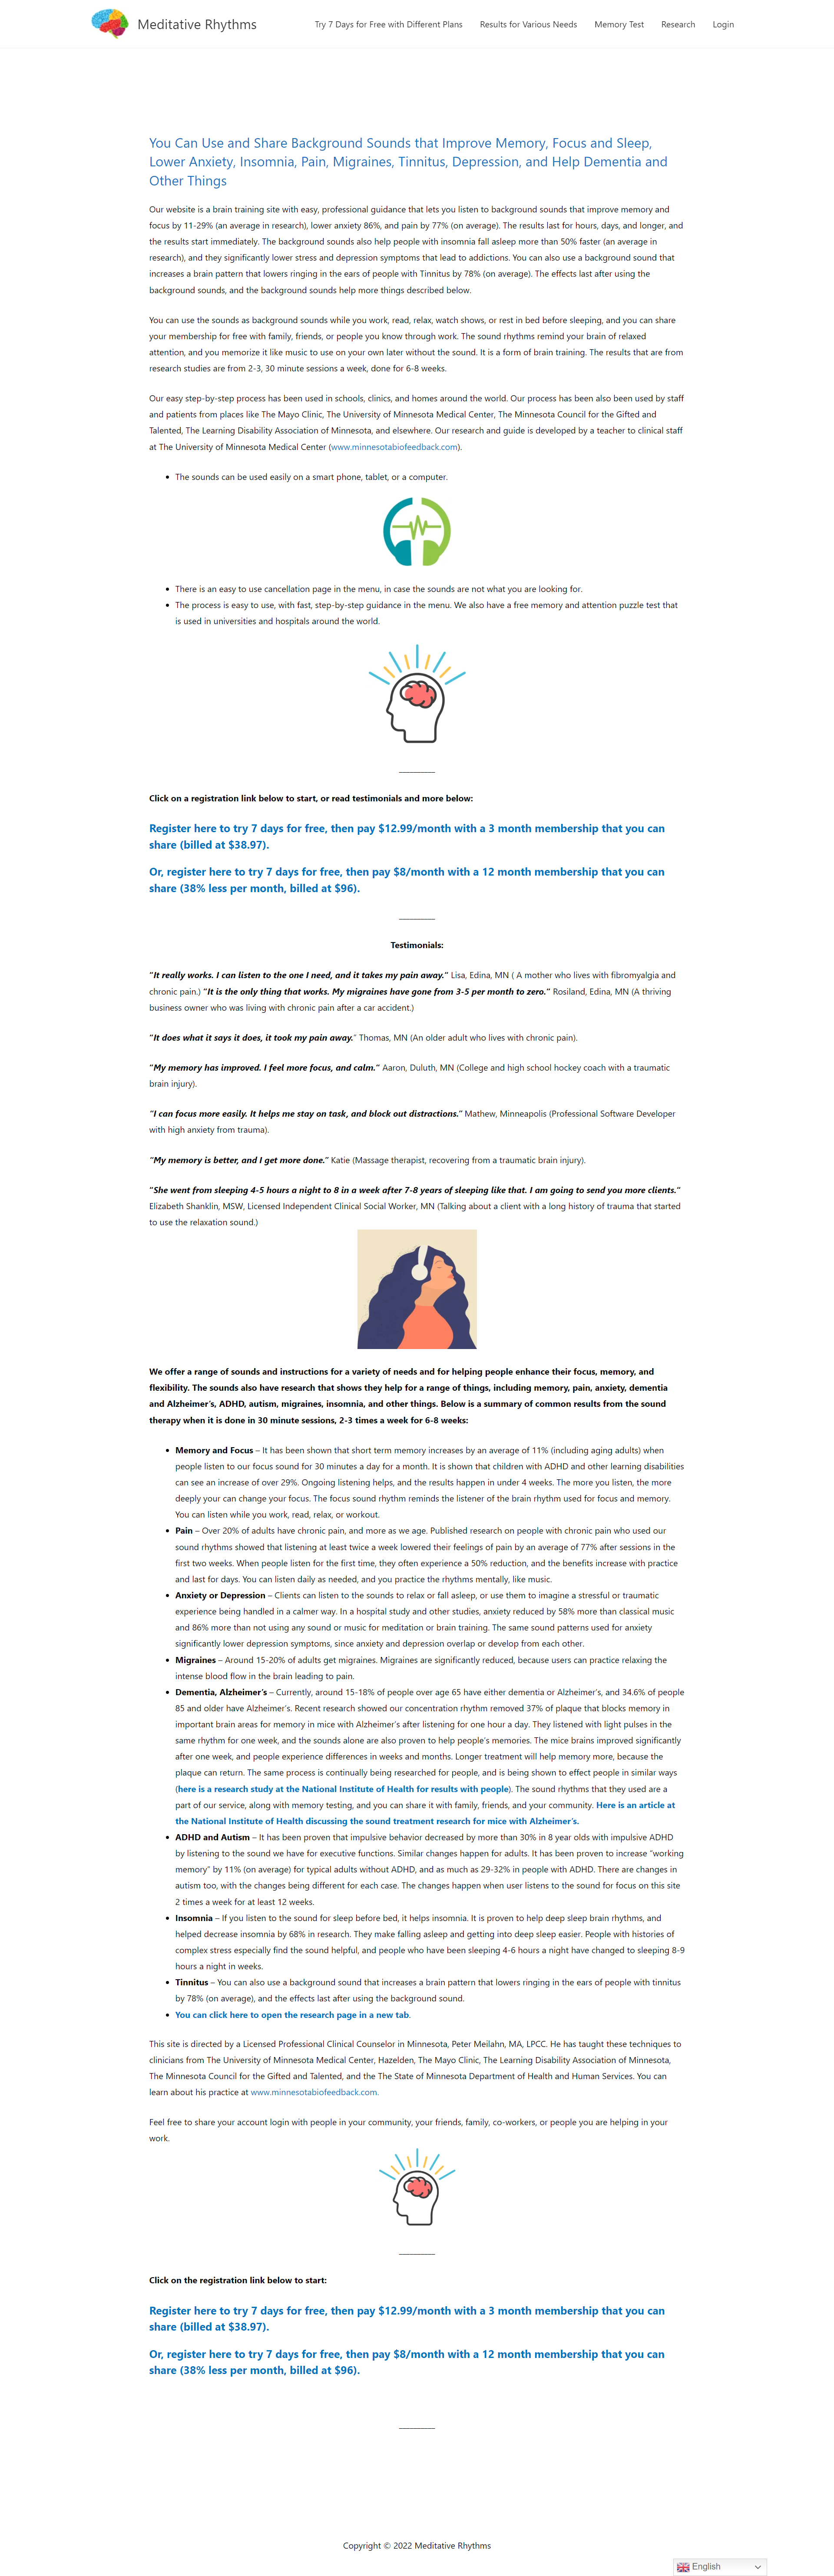 Meditative Rhythms
Try 7 Days for Free with Different Plans
Results for Various Needs
Memory Test
Research
Login
You Can Use and Share Background Sounds that Improve Memory, Focus and Sleep,
Lower Anxiety, Insomnia, Pain, Migraines, Tinnitus, Depression, and Help Dementia and
Other Things
Our website is a brain training site with easy, professional guidance that lets you listen to background sounds that improve memory and
focus by 11-29% (an average in research), lower anxiety 86%, and pain by 77% (on average). The results last for hours, days, and longer, and
the results start immediately. The background sounds also help people with insomnia fall asleep more than 50% faster (an average in
research), and they significantly lower stress and depression symptoms that lead to addictions. You can also use a background sound that
increases a brain pattern that lowers ringing in the ears of people with Tinnitus by 78% (on average). The effects last after using the
background sounds, and the background sounds help more things described below.
You can use the sounds as background sounds while you work, read, relax, watch shows, or rest in bed before sleeping, and you can share
your membership for free with family, friends, or people you know through work. The sound rhythms remind your brain of relaxed
attention, and you memorize it like music to use on your own later without the sound. It is a form of brain training. The results that are from
research studies are from 2-3, 30 minute sessions a week, done for 6-8 weeks.
Our easy step-by-step process has been used in schools, clinics, and homes around the world. Our process has been also been used by staff
and patients from places like The Mayo Clinic, The University of Minnesota Medical Center, The Minnesota Council for the Gifted and
Talented, The Learning Disability Association of Minnesota, and elsewhere. Our research and guide is developed by a teacher to clinical staff
at The University of Minnesota Medical Center (www.minnesotabiofeedback.com).
• The sounds can be used easily on a smart phone, tablet, or a computer.
• There is an easy to use cancellation page in the menu, in case the sounds are not what you are looking for.
• The process is easy to use, with fast, step-by-step guidance in the menu. We also have a free memory and attention puzzle test that
is used in universities and hospitals around the world.
Click on a registration link below to start, or read testimonials and more below:
Register here to try 7 days for free, then pay $12.99/month with a 3 month membership that you can
share (billed at $38.97).
Or, register here to try 7 days for free, then pay $8/month with a 12 month membership that you can
share (38% less per month, billed at $96).
Testimonials:
"It really works. I can listen to the one I need, and it takes my pain away." Lisa, Edina, MN ( A mother who lives with fibromyalgia and
chronic pain.) "It is the only thing that works. My migraines have gone from 3-5 per month to zero." Rosiland, Edina, MN (A thriving
business owner who was living with chronic pain after a car accident.)
"It does what it says it does, it took my pain away." Thomas, MN (An older adult who lives with chronic pain).
"My memory has improved. I feel more focus, and calm." Aaron, Duluth, MN (College and high school hockey coach with a traumatic
brain injury).
"I can focus more easily. It helps me stay on task, and block out distractions." Mathew, Minneapolis (Professional Software Developer
with high anxiety from trauma).
"My memory is better, and I get more done." Katie (Massage therapist, recovering from a traumatic brain injury).
"She went from sleeping 4-5 hours a night to 8 in a week after 7-8 years of sleeping like that. I am going to send you more clients."
Elizabeth Shanklin, MSW, Licensed Independent Clinical Social Worker, MN (Talking about a client with a long history of trauma that started
to use the relaxation sound.)
We offer a range of sounds and instructions for a variety of needs and for helping people enhance their focus, memory, and
flexibility. The sounds also have research that shows they help for a range of things, including memory, pain, anxiety, dementia
and Alzheimer's, ADHD, autism, migraines, insomnia, and other things. Below is a summary of common results from the sound
therapy when it is done in 30 minute sessions, 2-3 times a week for 6-8 weeks:
• Memory and Focus – It has been shown that short term memory increases by an average of 11% (including aging adults) when
people listen to our focus sound for 30 minutes a day for a month. It is shown that children with ADHD and other learning disabilities
can see an increase of over 29%. Ongoing listening helps, and the results happen in under 4 weeks. The more you listen, the more
deeply your can change your focus. The focus sound rhythm reminds the listener of the brain rhythm used for focus and memory.
You can listen while you work, read, relax, or workout.
• Pain – Over 20% of adults have chronic pain, and more as we age. Published research on people with chronic pain who used our
sound rhythms showed that listening at least twice a week lowered their feelings of pain by an average of 77% after sessions in the
first two weeks. When people listen for the first time, they often experience a 50% reduction, and the benefits increase with practice
and last for days. You can listen daily as needed, and you practice the rhythms mentally, like music.
• Anxiety or Depression – Clients can listen to the sounds to relax or fall asleep, or use them to imagine a stressful or traumatic
experience being handled in a calmer way. In a hospital study and other studies, anxiety reduced by 58% more than classical music
and 86% more than not using any sound or music for meditation or brain training. The same sound patterns used for anxiety
significantly lower depression symptoms, since anxiety and depression overlap or develop from each other.
• Migraines – Around 15-20% of adults get migraines. Migraines are significantly reduced, because users can practice relaxing the
intense blood flow in the brain leading to pain.
• Dementia, Alzheimer's – Currently, around 15-18% of people over age 65 have either dementia or Alzheimer's, and 34.6% of people
85 and older have Alzheimer's. Recent research showed our concentration rhythm removed 37% of plaque that blocks memory in
important brain areas for memory in mice with Alzheimer's after listening for one hour a day. They listened with light pulses in the
same rhythm for one week, and the sounds alone are also proven to help people's memories. The mice brains improved significantly
after one week, and people experience differences in weeks and months. Longer treatment will help memory more, because the
plaque can return. The same process is continually being researched for people, and is being shown to effect people in similar ways
(here is a research study at the National Institute of Health for results with people). The sound rhythms that they used are a
part of our service, along with memory testing, and you can share it with family, friends, and your community. Here is an article at
the National Institute of Health discussing the sound treatment research for mice with Alzheimer's.
• ADHD and Autism – It has been proven that impulsive behavior decreased by more than 30% in 8 year olds with impulsive ADHD
by listening to the sound we have for executive functions. Similar changes happen for adults. It has been proven to increase "working
memory" by 11% (on average) for typical adults without ADHD, and as much as 29-32% in people with ADHD. There are changes in
autism too, with the changes being different for each case. The changes happen when user listens to the sound for focus on this site
2 times a week for at least 12 weeks.
• Insomnia – If you listen to the sound for sleep before bed, it helps insomnia. It is proven to help deep sleep brain rhythms, and
helped decrease insomnia by 68% in research. They make falling asleep and getting into deep sleep easier. People with histories of
complex stress especially find the sound helpful, and people who have been sleeping 4-6 hours a night have changed to sleeping 8-9
hours a night in weeks.
• Tinnitus – You can also use a background sound that increases a brain pattern that lowers ringing in the ears of people with tinnitus
by 78% (on average), and the effects last after using the background sound.
• You can click here to open the research page in a new tab.
This site is directed by a Licensed Professional Clinical Counselor in Minnesota, Peter Meilahn, MA, LPCC. He has taught these techniques to
clinicians from The University of Minnesota Medical Center, Hazelden, The Mayo Clinic, The Learning Disability Association of Minnesota,
The Minnesota Council for the Gifted and Talented, and the The State of Minnesota Department of Health and Human Services. You can
learn about his practice at www.minnesotabiofeedback.com.
Feel free to share your account login with people in your community, your friends, family, co-workers, or people you are helping in your
work.
Click on the registration link below to start:
Register here to try 7 days for free, then pay $12.99/month with a 3 month membership that you can
share (billed at $38.97).
Or, register here to try 7 days for free, then pay $8/month with a 12 month membership that you can
share (38% less per month, billed at $96).
Copyright © 2022 Meditative Rhythms
English